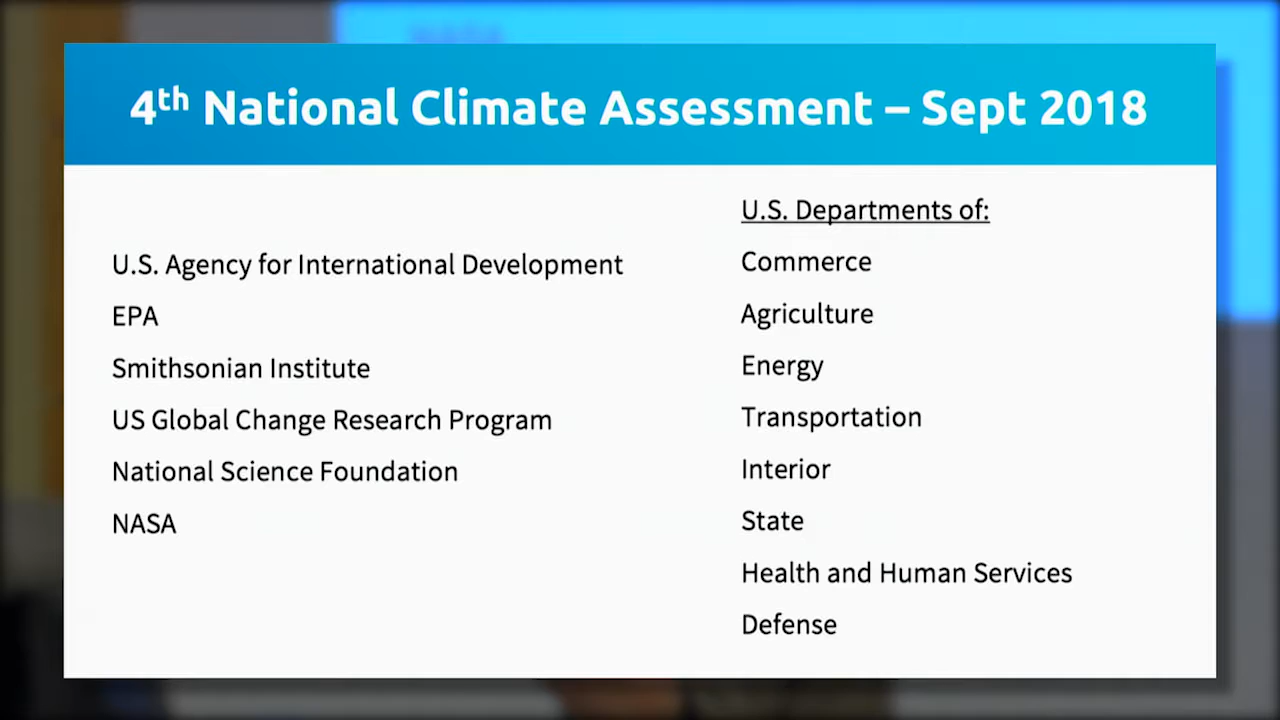 4th National Climate Assessment – Sept 2018
U.S. Agency for International Development
EPA
Smithsonian Institute
US Global Change Research Program
National Science Foundation
NASA
U.S. Departments of:
Commerce
Agriculture
Energy
Transportation
Interior
State
Health and Human Services
Defense